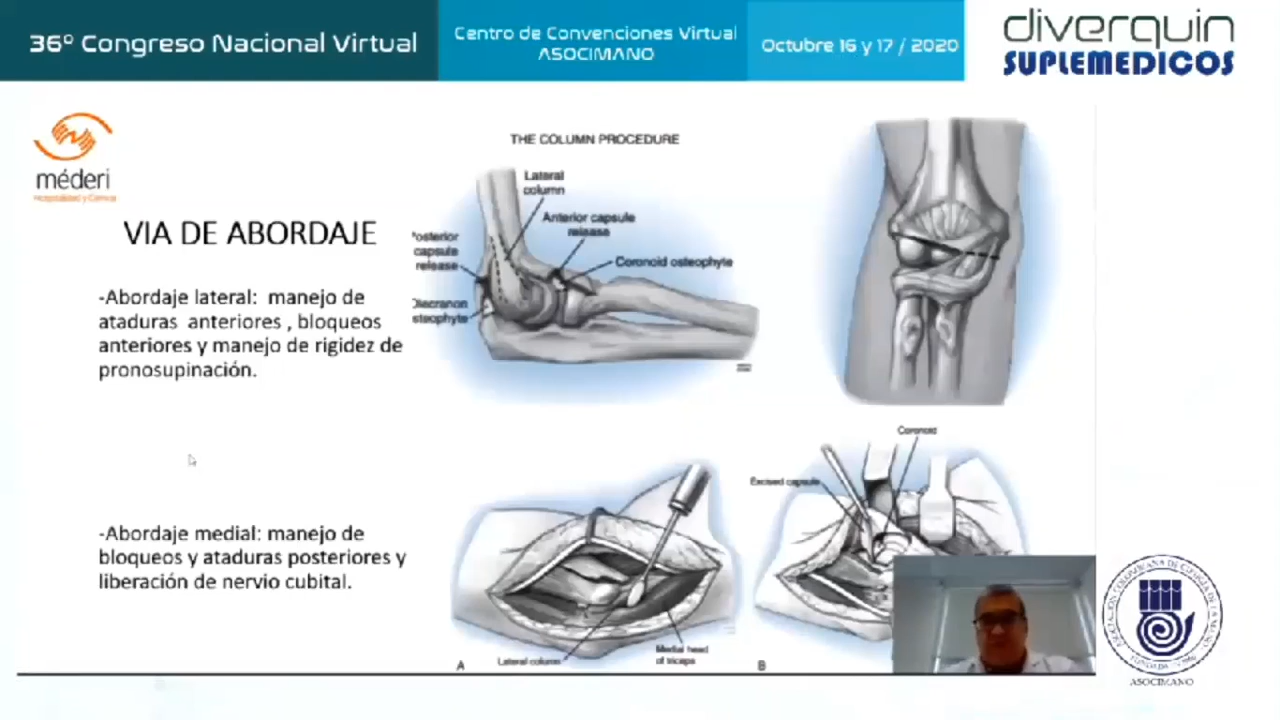 36º Congreso Nacional Virtual
Centro de Convenciones Virtual
ASOCIMANO
Octubre 16 y 17 / 2020
diverquin
SUPLEMEDICOS
méderi
VIA DE ABORDAJE
-Abordaje lateral: manejo de
ataduras anteriores , bloqueos
anteriores y manejo de rigidez de
pronosupinación.
-Abordaje medial: manejo de
bloqueos y ataduras posteriores y
liberación de nervio cubital.
THE COLUMN PROCEDURE
Lateral
column
Anterior capsule
release
Coronoid osteophyte
capsule
release
Lateral column
Medial head
of triceps
A
Coronoid
Excised capsule
B
ASOCIMANO